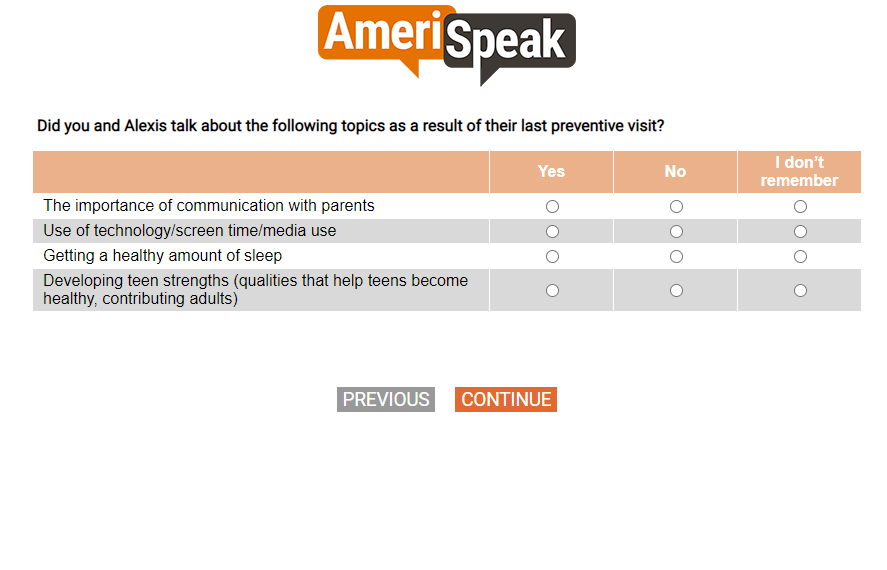 AmeriSpeak
Did you and Alexis talk about the following topics as a result of their last preventive visit?
Yes No I don’t
remember
The importance of communication with parents
Use of technology/screen time/media use
Getting a healthy amount of sleep
Developing teen strengths (qualities that help teens become
healthy, contributing adults)
PREVIOUS CONTINUE